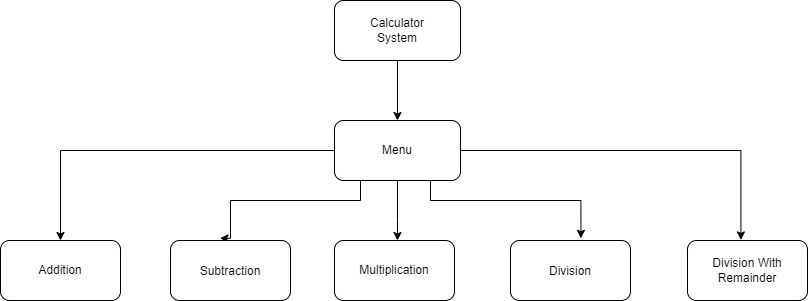 Calculator
System
Menu
Addition
Subtraction
Multiplication
Division
Division With
Remainder